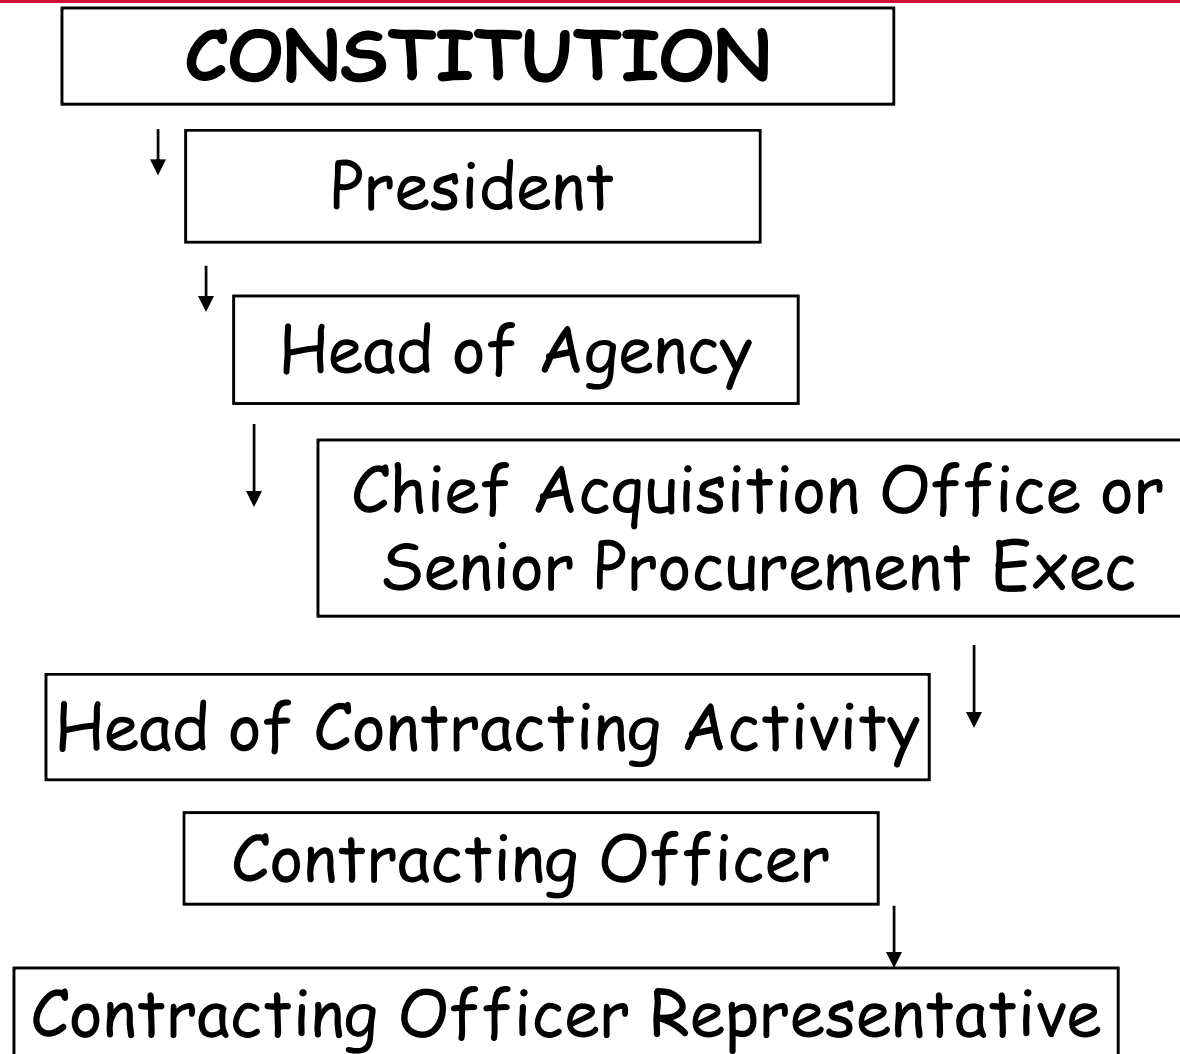 CONSTITUTION
President
Head of Agency
Chief Acquisition Office or
Senior Procurement Exec
Head of Contracting Activity
Contracting Officer
Contracting Officer Representative